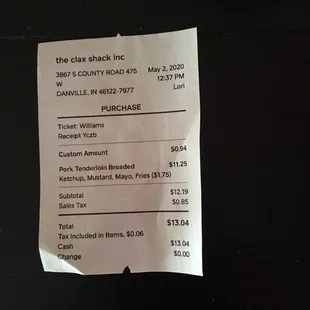 the clax shack inc
3867 S COUNTY ROAD 475
W
DANVILLE, IN 46122-7977
May 2, 2020
12:37 PM
Lori
PURCHASE
Ticket: Williams
Receipt Yczb
Custom Amount $0.94
Pork Tenderloin Breaded $11.25
Ketchup, Mustard, Mayo, Fries ($1.75)
Subtotal $12.19
Sales Tax $0.85
Total $13.04
Tax Included in Items, $0.06
Cash $13.04
Change $0.00